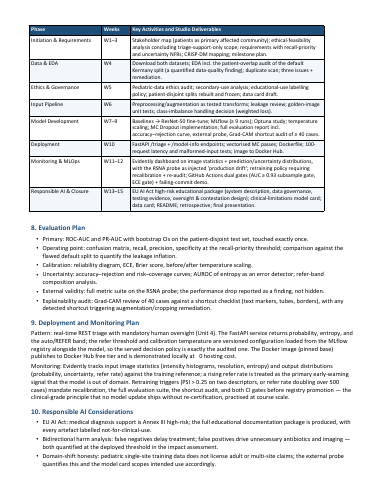 Phase Weeks Key Activities and Studio Deliverables
Initiation & Requirements W1–3 Stakeholder map (patients as primary affected community); ethical-feasibility
analysis concluding triage-support-only scope; requirements with recall-priority
and uncertainty NFRs; CRISP-DM mapping; milestone plan.
Data & EDA W4 Download both datasets; EDA incl. the patient-overlap audit of the default
Kermany split (a quantified data-quality finding); duplicate scan; three issues +
remediation.
Ethics & Governance W5 Pediatric-data ethics audit; secondary-use analysis; educational-use labelling
policy; patient-disjoint splits rebuilt and frozen; data card draft.
Input Pipeline W6 Preprocessing/augmentation as tested transforms; leakage review; golden-image
unit tests; class-imbalance handling decision (weighted loss).
Model Development W7–9 Baselines → ResNet-50 fine-tune; MLflow (≥ 9 runs); Optuna study; temperature
scaling; MC Dropout implementation; full evaluation report incl.
accuracy-rejection curve, external probe, Grad-CAM shortcut audit of ≥ 40 cases.
Deployment W10 FastAPI /triage + /model-info endpoints; vectorised MC passes; Dockerfile; 100-
request latency and malformed-input tests; image to Docker Hub.
Monitoring & MLOps W11–12 Evidently dashboard on image statistics + prediction/uncertainty distributions,
with the RSNA probe as injected 'production drift'; retraining policy requiring
recalibration + re-audit; GitHub Actions dual gates (AUC ≥ 0.93 subsample gate,
ECE gate) + failing-commit demo.
Responsible AI & Closure W13–15 EU AI Act high-risk educational package (system description, data governance,
testing evidence, oversight & contestation design); clinical-limitations model card;
data card; README; retrospective; final presentation.
8. Evaluation Plan
• Primary: ROC-AUC and PR-AUC with bootstrap CIs on the patient-disjoint test set, touched exactly once.
• Operating point: confusion matrix, recall, precision, specificity at the recall-priority threshold; comparison against the
flawed default split to quantify the leakage inflation.
• Calibration: reliability diagram, ECE, Brier score, before/after temperature scaling.
• Uncertainty: accuracy–rejection and risk–coverage curves; AUROC of entropy as an error detector; refer-band
composition analysis.
• External validity: full metric suite on the RSNA probe; the performance drop reported as a finding, not hidden.
• Explainability audit: Grad-CAM review of 40 cases against a shortcut checklist (text markers, tubes, borders), with any
detected shortcut triggering augmentation/cropping remediation.
9. Deployment and Monitoring Plan
Pattern: real-time REST triage with mandatory human oversight (Unit 4). The FastAPI service returns probability, entropy, and
the auto/REFER band; the refer threshold and calibration temperature are versioned configuration loaded from the MLflow
registry alongside the model, so the served decision policy is exactly the audited one. The Docker image (pinned base)
publishes to Docker Hub free tier and is demonstrated locally at 0 hosting cost.
Monitoring: Evidently tracks input image statistics (intensity histograms, resolution, entropy) and output distributions
(probability, uncertainty, refer rate) against the training reference; a rising refer rate is treated as the primary early-warning
signal that the model is out of domain. Retraining triggers (PSI > 0.25 on two descriptors, or refer rate doubling over 500
cases) mandate recalibration, the full evaluation suite, the shortcut audit, and both CI gates before registry promotion — the
clinical-grade principle that no model update ships without re-certification, practised at course scale.
10. Responsible AI Considerations
• EU AI Act: medical diagnosis support is Annex III high-risk; the full educational documentation package is produced, with
every artefact labelled not-for-clinical-use.
• Bidirectional harm analysis: false negatives delay treatment; false positives drive unnecessary antibiotics and imaging —
both quantified at the deployed threshold in the impact assessment.
• Domain-shift honesty: pediatric single-site training data does not license adult or multi-site claims; the external probe
quantifies this and the model card scopes intended use accordingly.